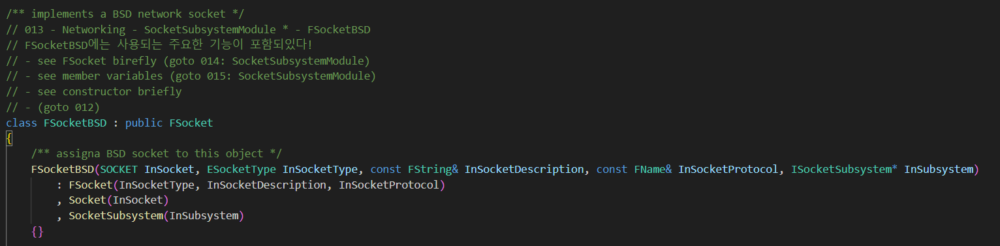 /** implements a BSD network socket */
// 013 - Networking - SocketSubsystemModule * - FSocketBSD
// FSocketBSD에는 사용되는 주요한 기능이 포함되있다!
// - see FSocket birefly (goto 014: SocketSubsystemModule)
// - see member variables (goto 015: SocketSubsystemModule)
// - see constructor briefly
// - (goto 012)
class FSocketBSD : public FSocket
{
/** assigna BSD socket to this object */
FSocketBSD(SOCKET InSocket, ESocketType InSocketType, const FString& InSocketDescription, const FName& InSocketProtocol, ISocketSubsystem* InSubsystem)
: FSocket(InSocketType, InSocketDescription, InSocketProtocol)
, Socket(InSocket)
, SocketSubsystem(InSubsystem)
{}